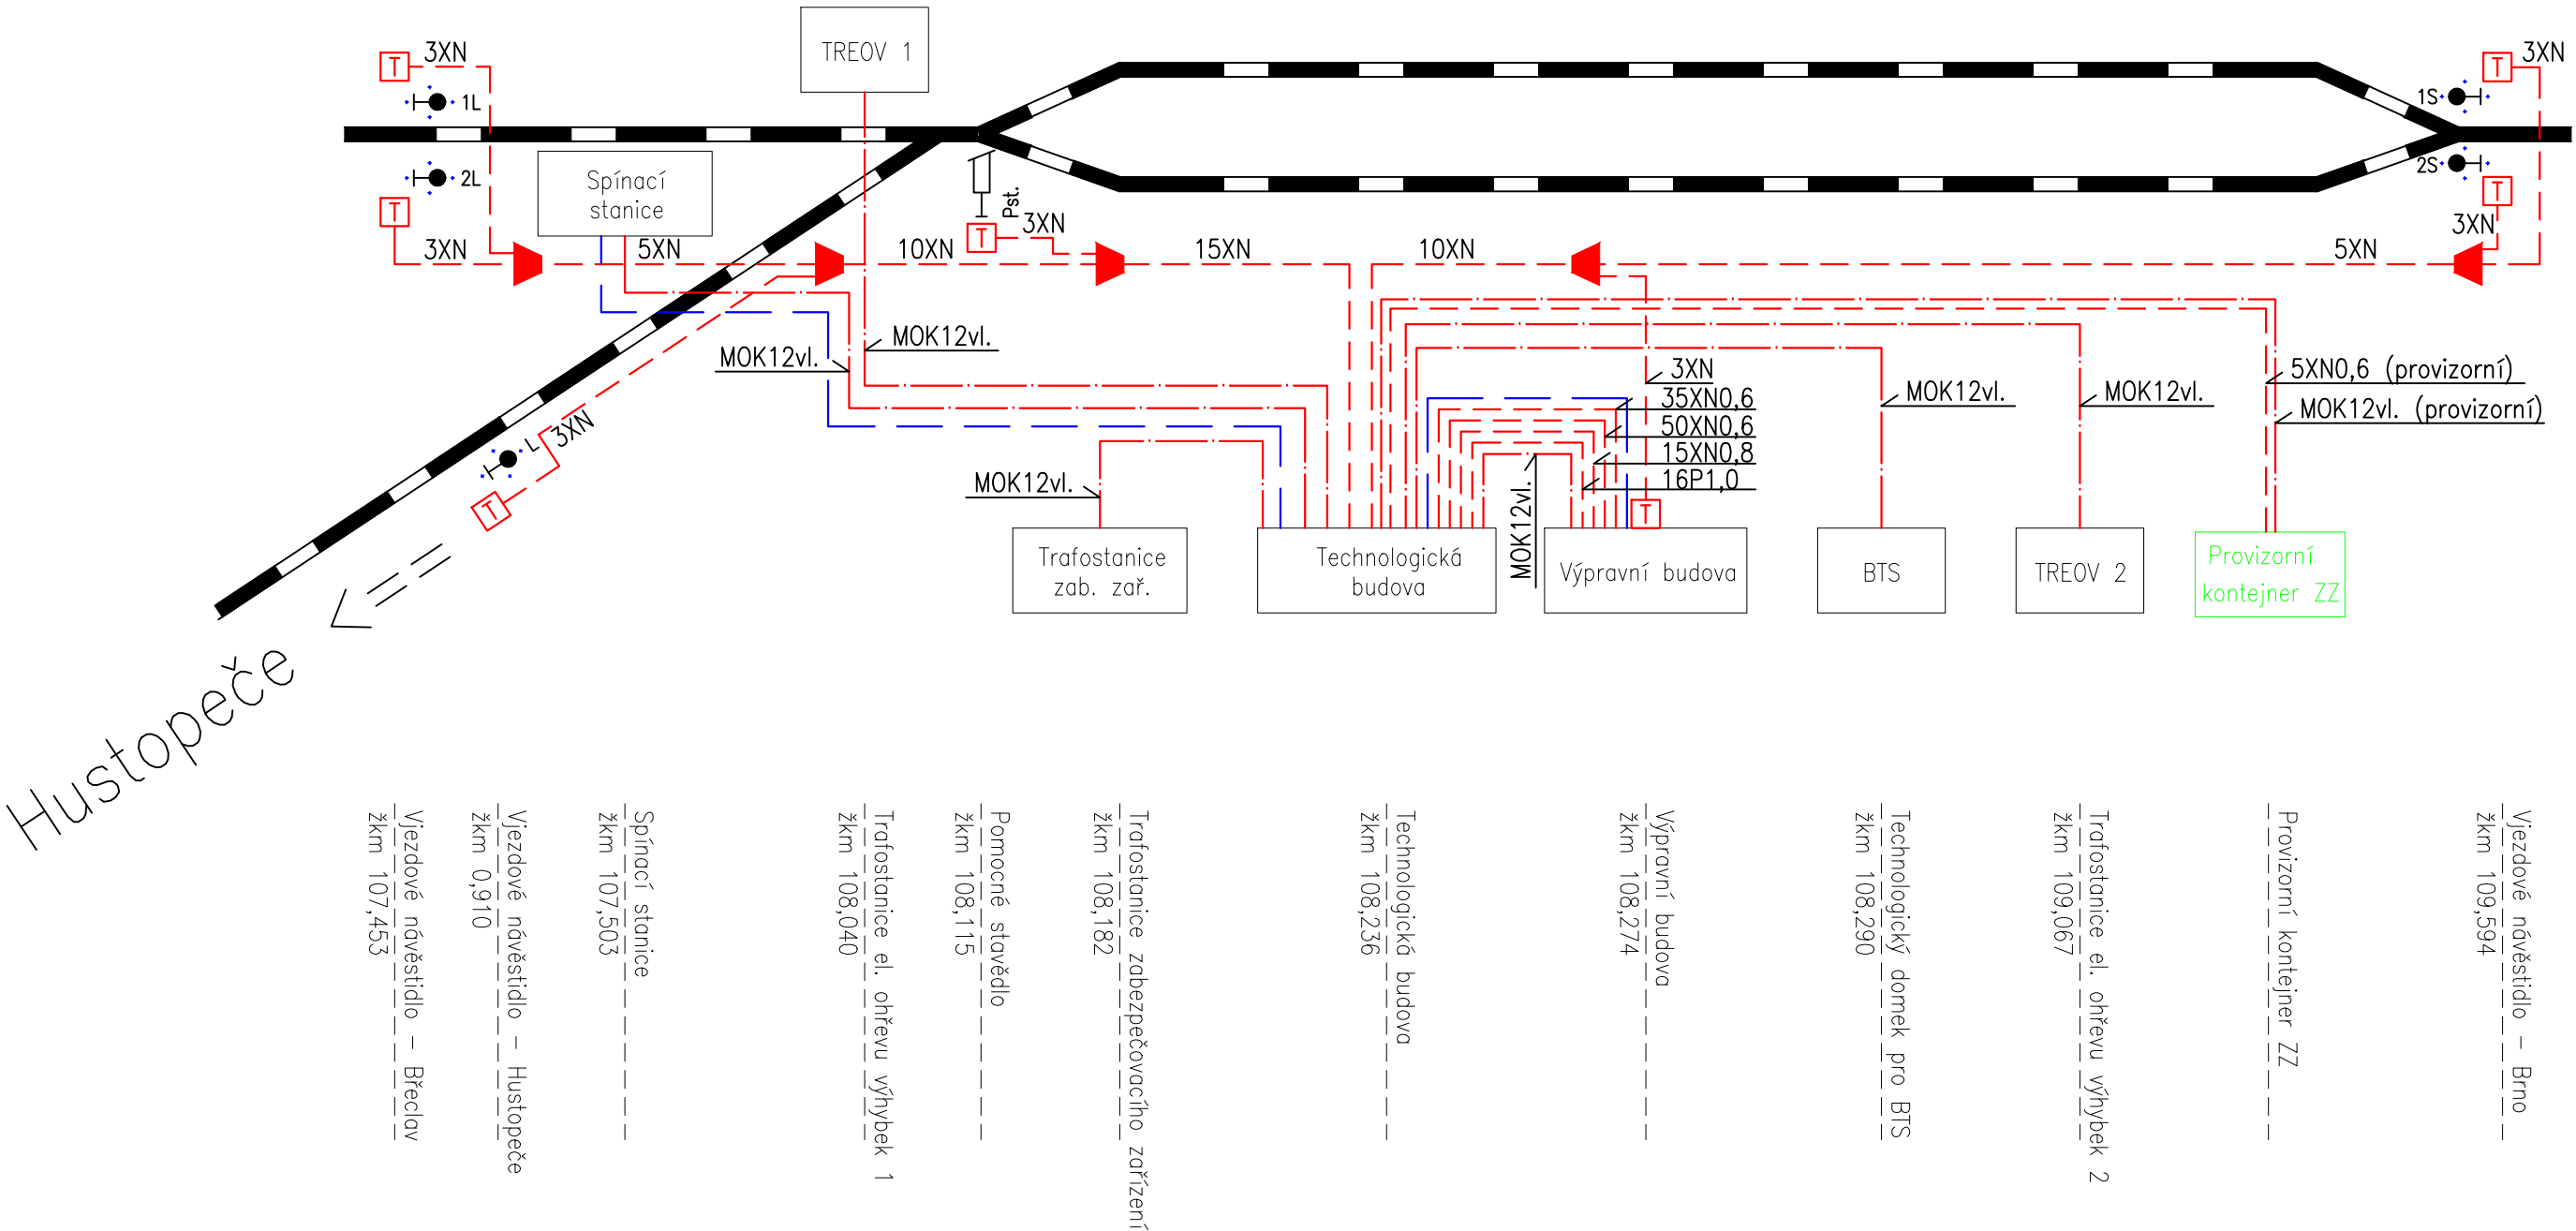 TREOV 1
T
3XN
1L
2L
T
3XN
Spínací
stanice
5XN
10XN
T
3XN
Pst.
15XN
10XN
5XN
T
3XN
1S
2S
T
3XN
MOK12vl.
MOK12vl.
MOK12vl.
L
3XN
T
3XN
35XN0,6
50XN0,6
15XN0,8
16P1,0
MOK12vl.
T
MOK12vl.
MOK12vl.
5XN0,6 (provizorní)
MOK12vl. (provizorní)
Trafostanice
zab. zař.
Technologická
budova
Výpravní budova
BTS
TREOV 2
Provizorní
kontejner ZZ
Hustopeče
Vjezdové návěstidlo – Břeclav
žkm 107,453
Vjezdové návěstidlo – Hustopeče
žkm 0,910
Spínací stanice
žkm 107,503
Trafostanice el. ohřevu výhybek 1
žkm 108,040
Pomocné stavědlo
žkm 108,115
Trafostanice zabezpečovacího zařízení
žkm 108,182
Technologická budova
žkm 108,236
Výpravní budova
žkm 108,274
Technologický domek pro BTS
žkm 108,290
Trafostanice el. ohřevu výhybek 2
žkm 109,067
Provizorní kontejner ZZ
Vjezdové návěstidlo – Brno
žkm 109,594